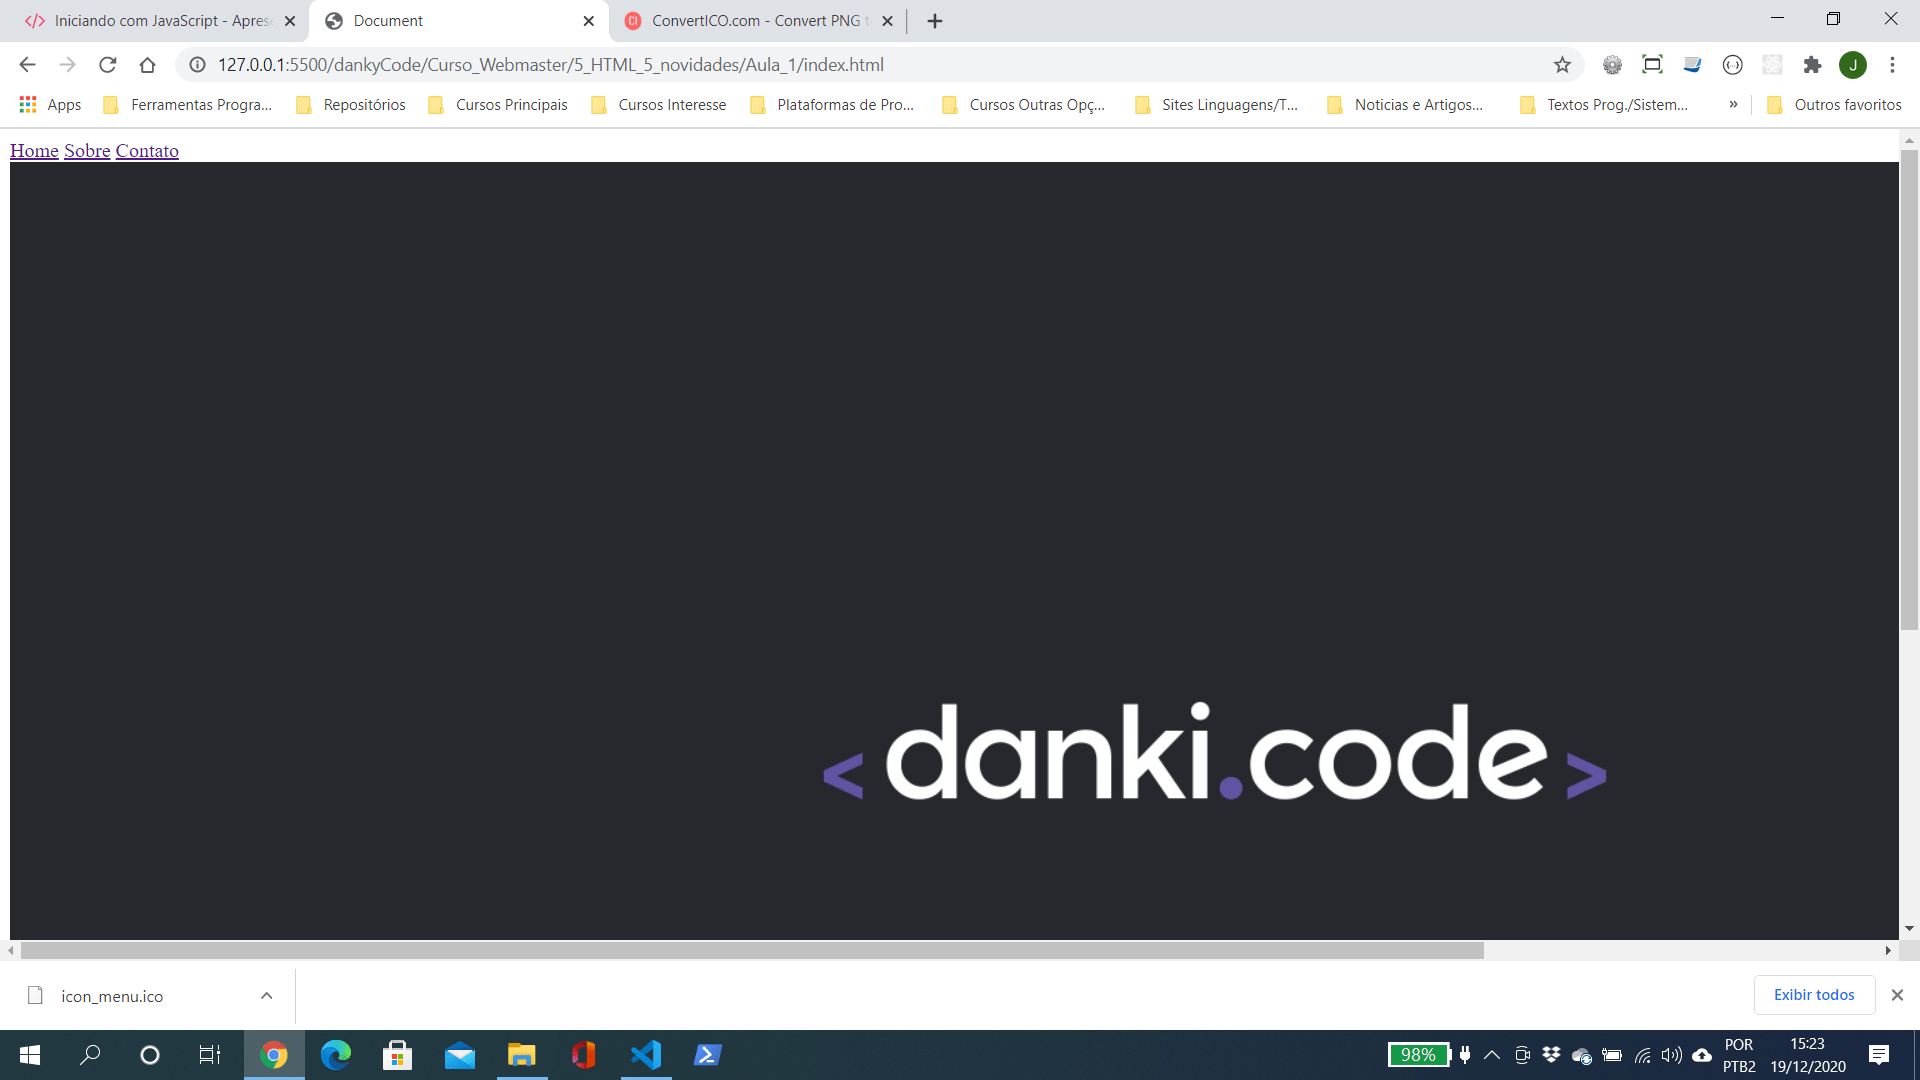 Iniciando com JavaScript - Aprese
Document
ConvertICO.com - Convert PNG t
127.0.0.1:5500/dankyCode/Curso_Webmaster/5_HTML_5_novidades/Aula_1/index.html
J
Apps
Ferramentas Progra...
Repositórios
Cursos Principais
Cursos Interesse
Plataformas de Pro...
Cursos Outras Opç...
Sites Linguagens/T...
Noticias e Artigos...
Textos Prog./Sistem...
»
Outros favoritos
Home Sobre Contato
<danki.code>
icon_menu.ico
Exibir todos
98%
POR
PTB2
15:23
19/12/2020